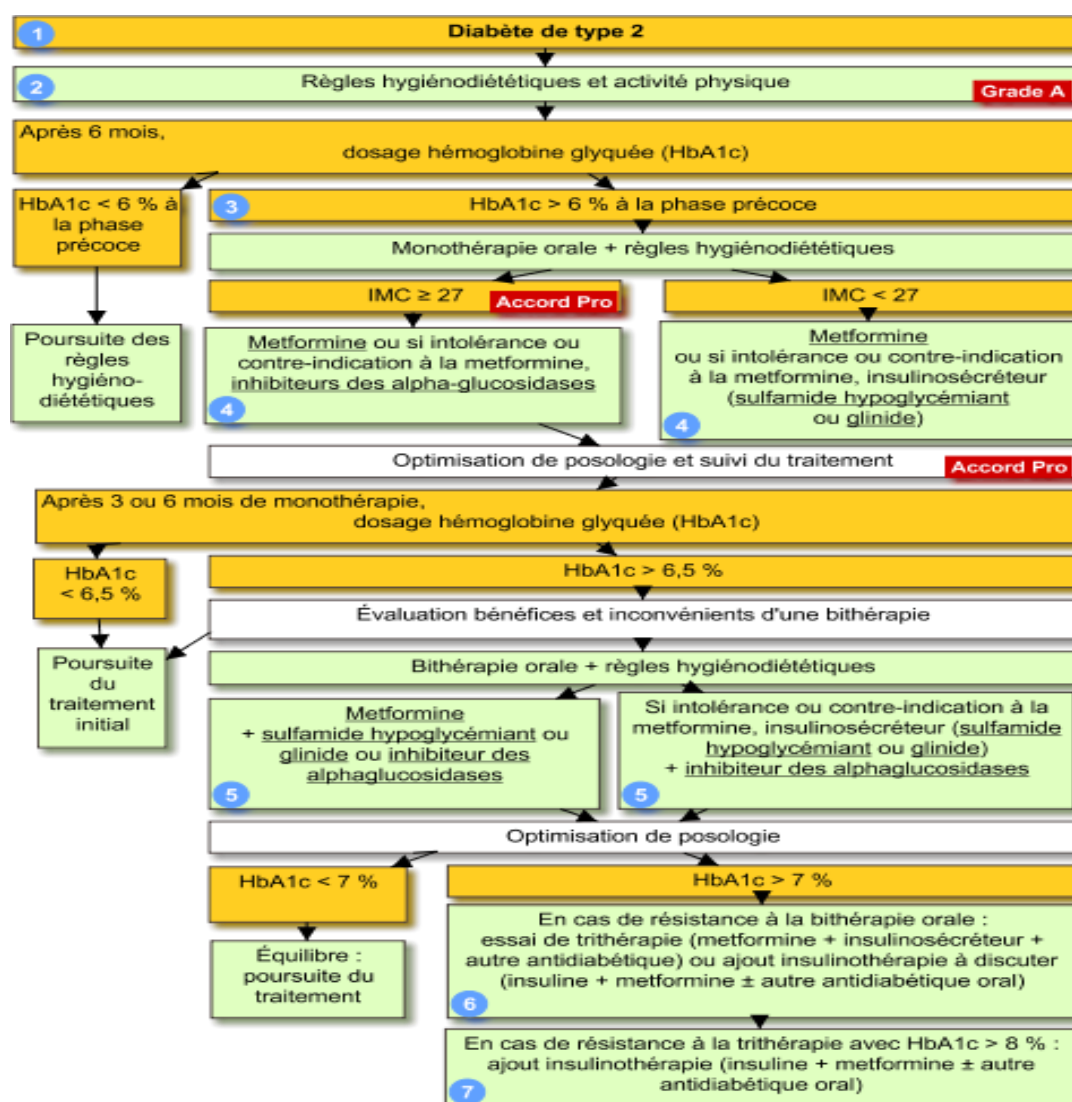 1
Diabète de type 2
2
Règles hygiénodiététiques et activité physique
Grade A
Après 6 mois,
dosage hémoglobine glyquée (HbA1c)
HbA1c < 6 % à
la phase
précoce
3
HbA1c > 6 % à la phase précoce
Monothérapie orale + règles hygiénodiététiques
IMC ≥ 27
Accord Pro
IMC < 27
Poursuite des
règles
hygiéno-
diététiques
Metformine ou si intolérance ou
contre-indication à la metformine,
inhibiteurs des alpha-glucosidases
4
Metformine
ou si intolérance ou contre-indication
à la metformine, insulinosécréteur
(sulfamide hypoglycémiant
ou glinide)
4
Optimisation de posologie et suivi du traitement
Accord Pro
Après 3 ou 6 mois de monothérapie,
dosage hémoglobine glyquée (HbA1c)
HbA1c
< 6,5 %
HbA1c > 6,5 %
Évaluation bénéfices et inconvénients d'une bithérapie
Poursuite
du
traitement
initial
Bithérapie orale + règles hygiénodiététiques
Metformine
+ sulfamide hypoglycémiant ou
glinide ou inhibiteur des
alphaglucosidases
5
Si intolérance ou contre-indication à la
metformine, insulinosécréteur (sulfamide
hypoglycémiant ou glinide)
+ inhibiteur des alphaglucosidases
5
Optimisation de posologie
HbA1c < 7 %
HbA1c > 7 %
Équilibre :
poursuite du
traitement
En cas de résistance à la bithérapie orale :
essai de trithérapie (metformine + insulinosécréteur +
autre antidiabétique) ou ajout insulinothérapie à discuter
(insuline + metformine ± autre antidiabétique oral)
6
En cas de résistance à la trithérapie avec HbA1c > 8 % :
ajout insulinothérapie (insuline + metformine ± autre
antidiabétique oral)
7